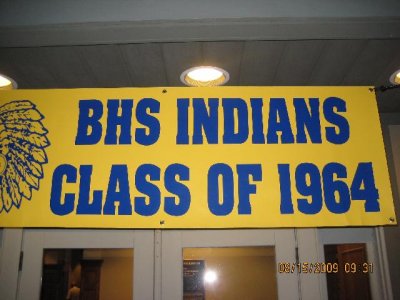 BHS INDIANS
CLASS OF 1964
08/15/2009 09:31